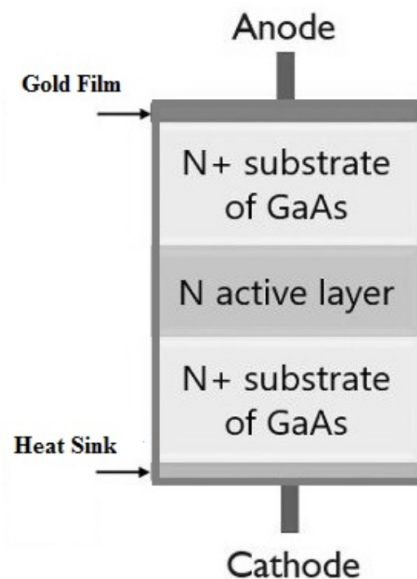 Anode
Gold Film
N+ substrate
of GaAs
N active layer
N+ substrate
of GaAs
Heat Sink
Cathode